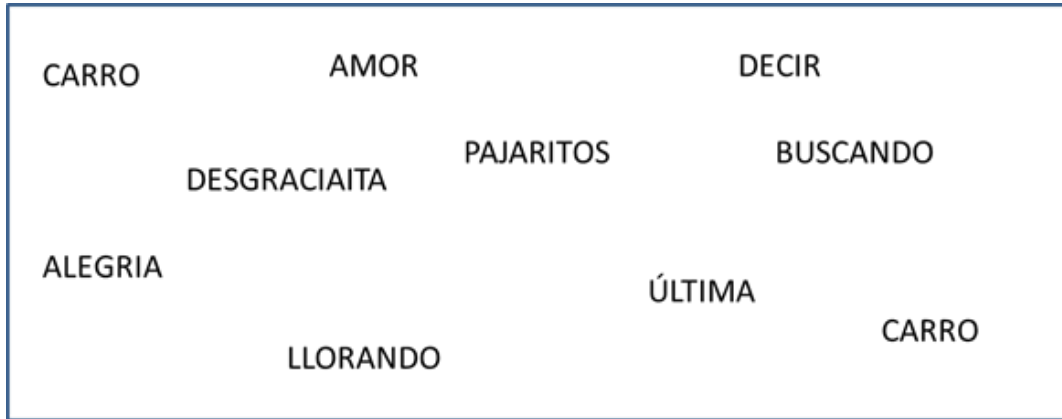 CARRO
AMOR
DECIR
PAJARITOS
BUSCANDO
DESGRACIAITA
ALEGRIA
ÚLTIMA
CARRO
LLORANDO